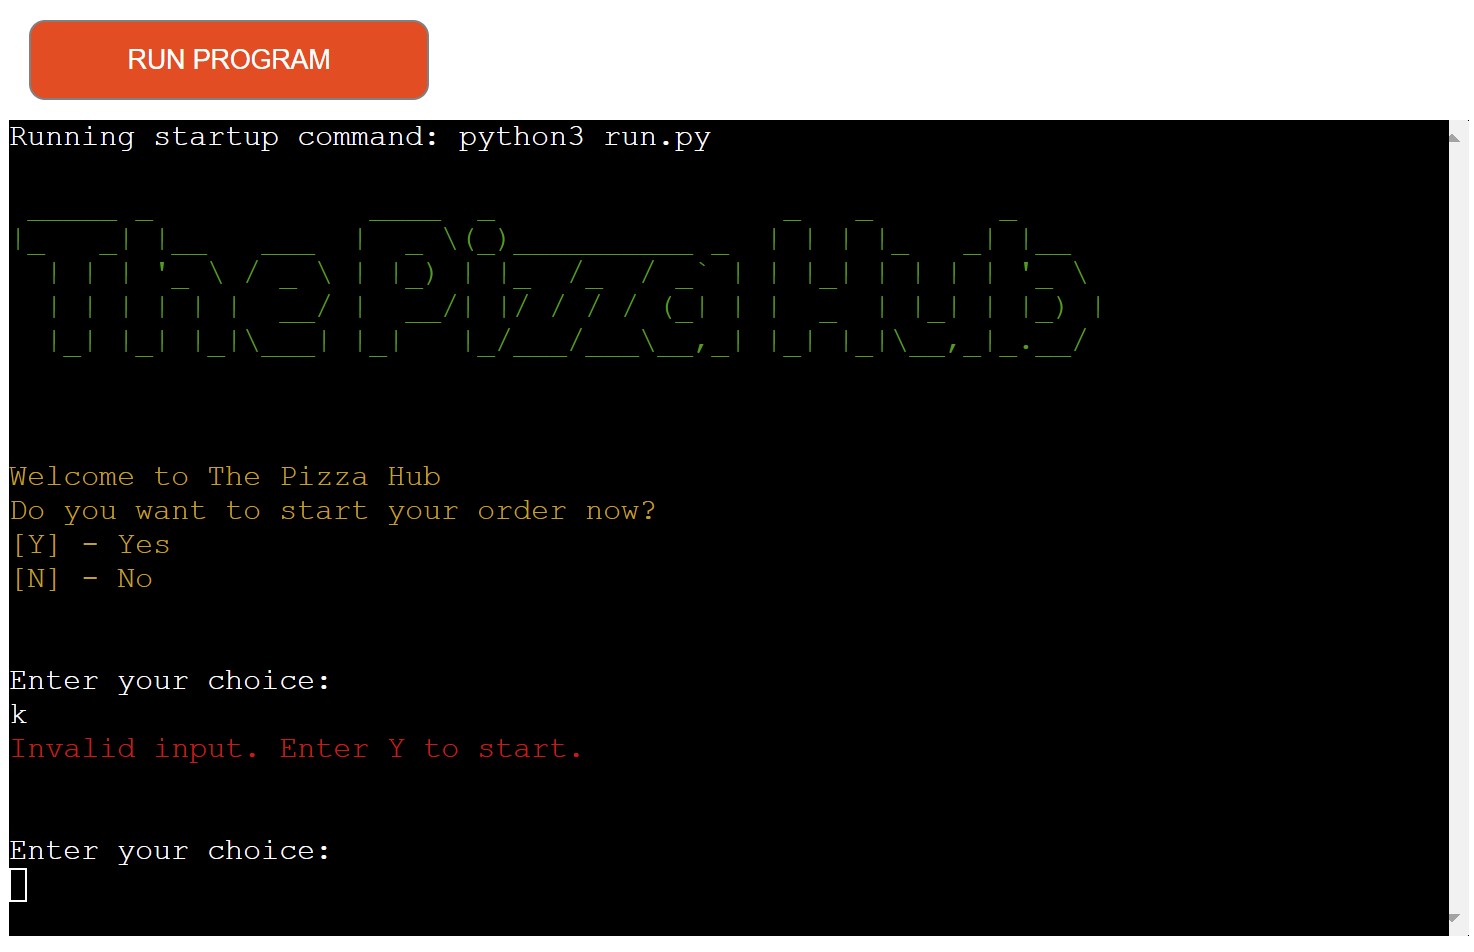 RUN PROGRAM
Running startup command: python3 run.py
The Pizza Hub
Welcome to The Pizza Hub
Do you want to start your order now?
[Y] - Yes
[N] - No
Enter your choice:
k
Invalid input. Enter Y to start.
Enter your choice: